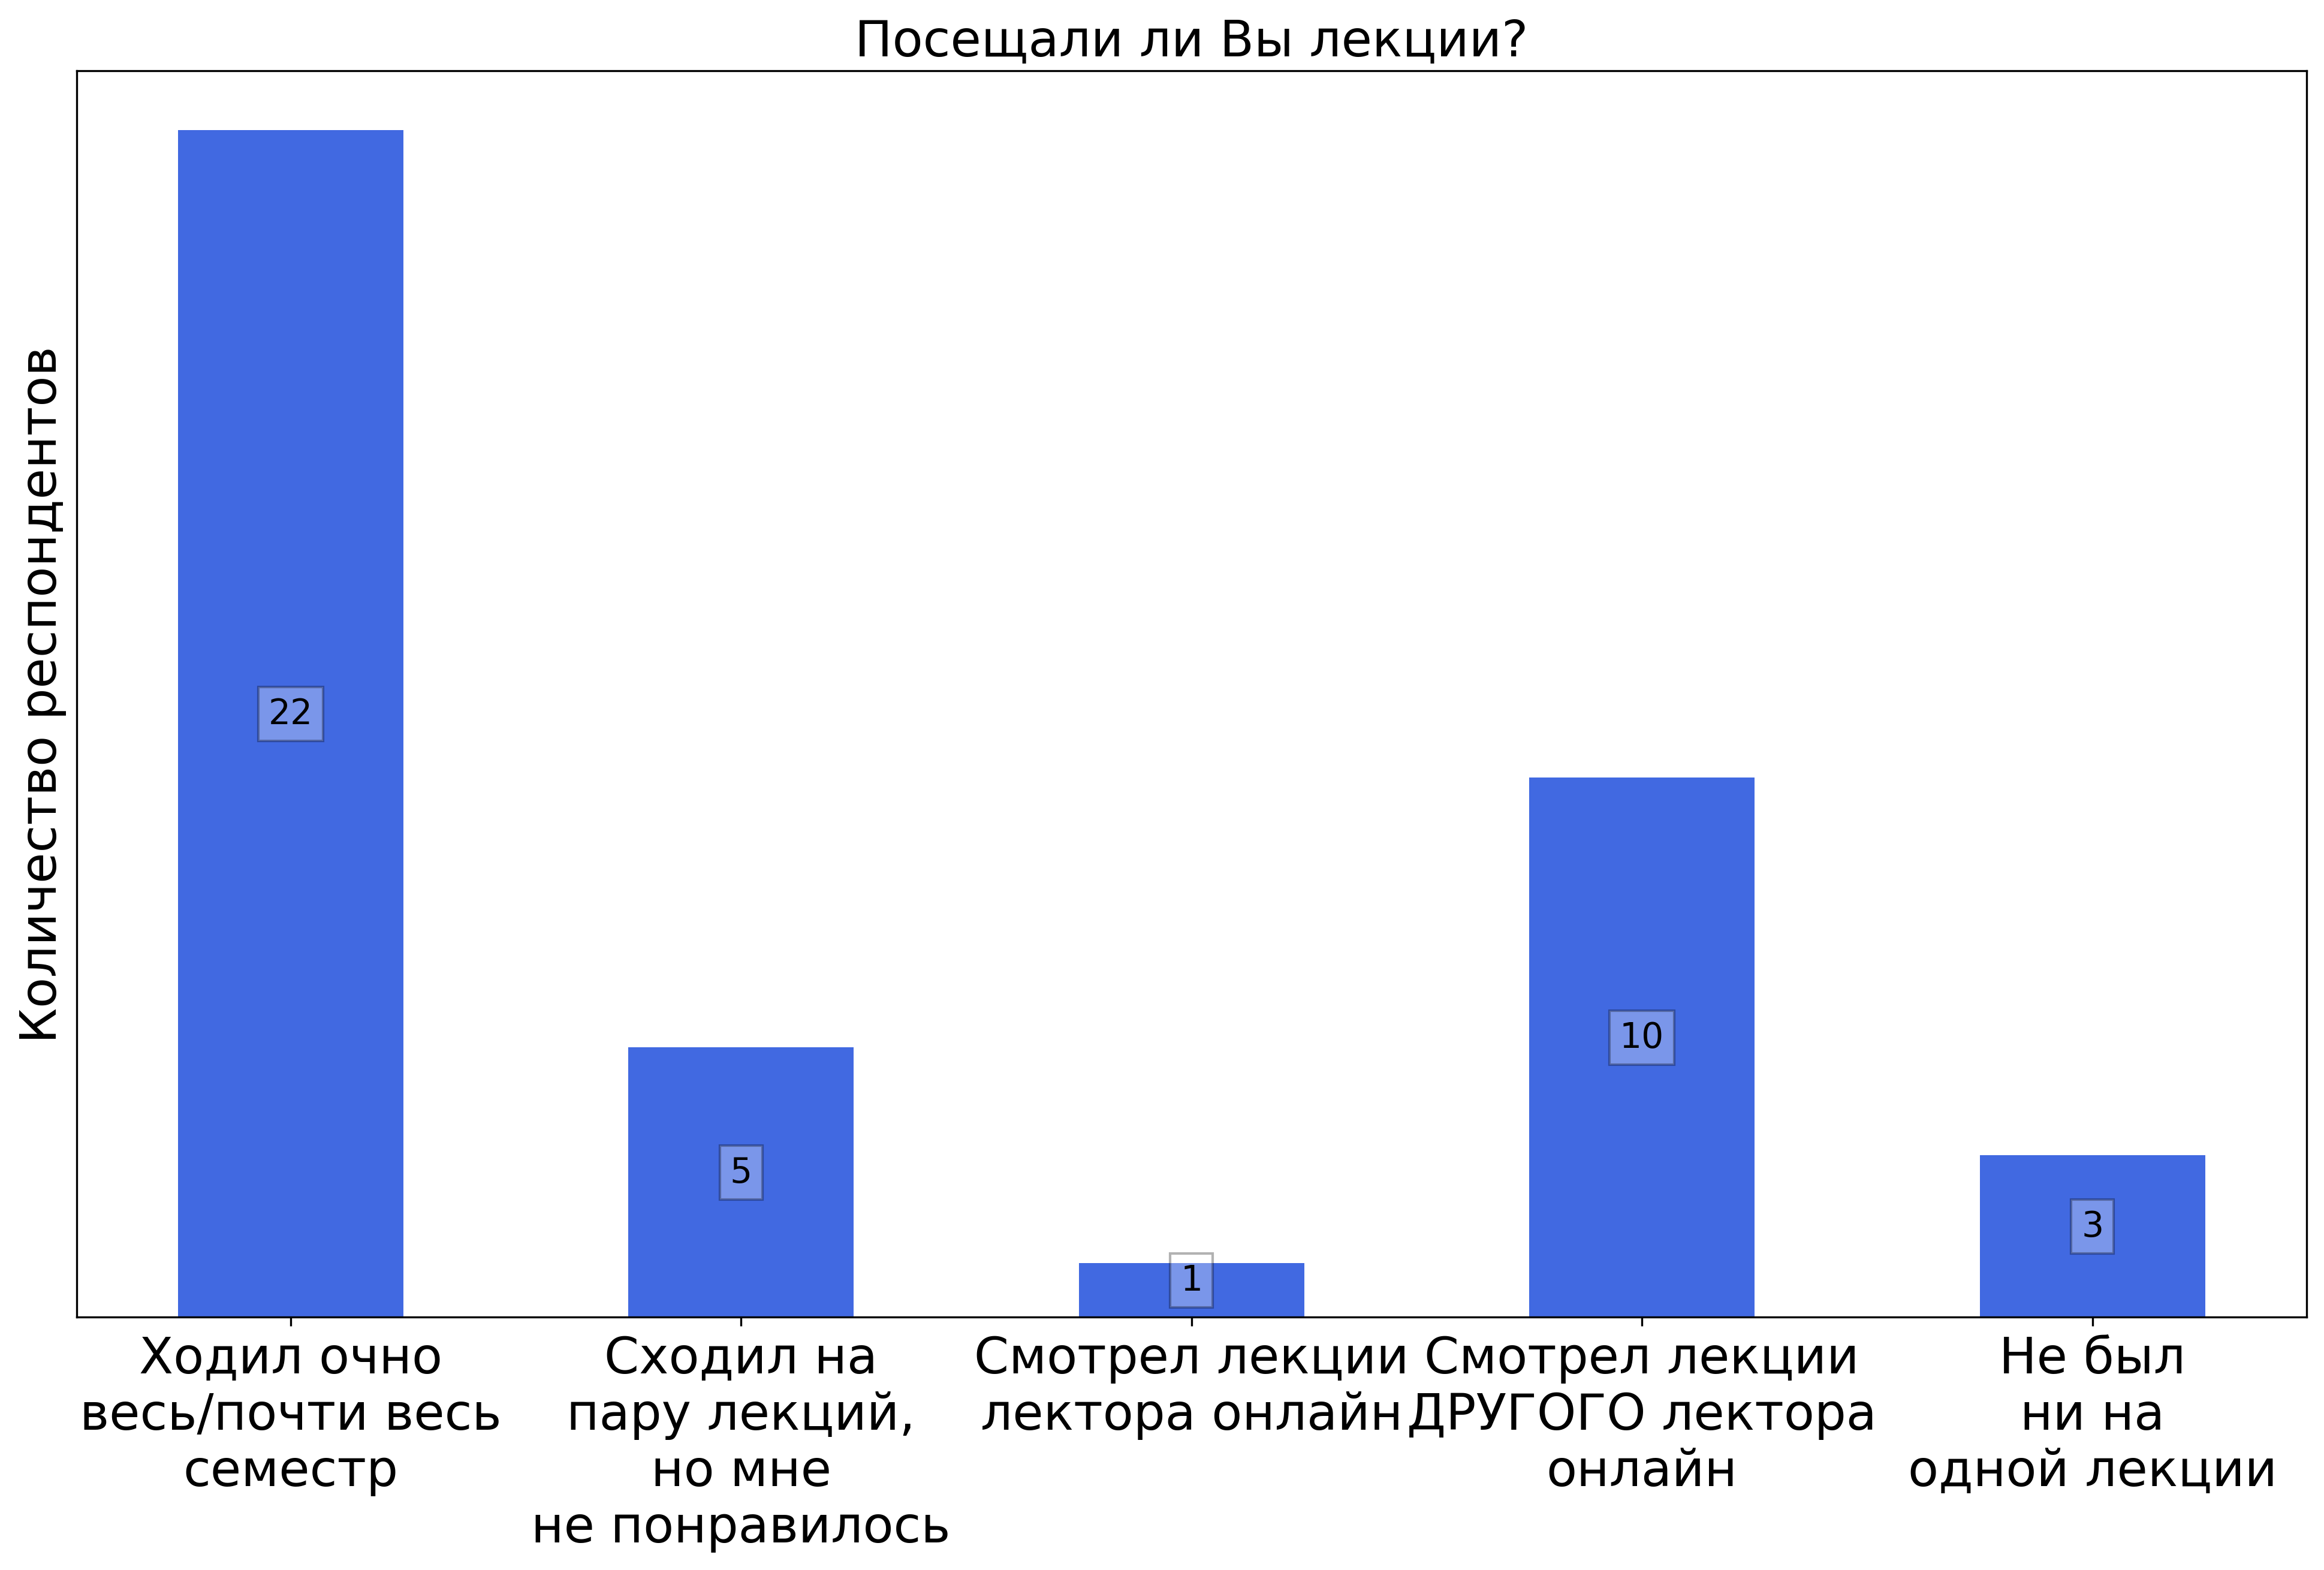 Посещали ли Вы лекции?
Количество респондентов
22
5
1
10
3
Ходил очно
весь/почти весь
семестр
Сходил на
пару лекций,
но мне
не понравилось
Смотрел лекции
лектора онлайн
Смотрел лекции
ДРУГОГО лектора
онлайн
Не был
ни на
одной лекции